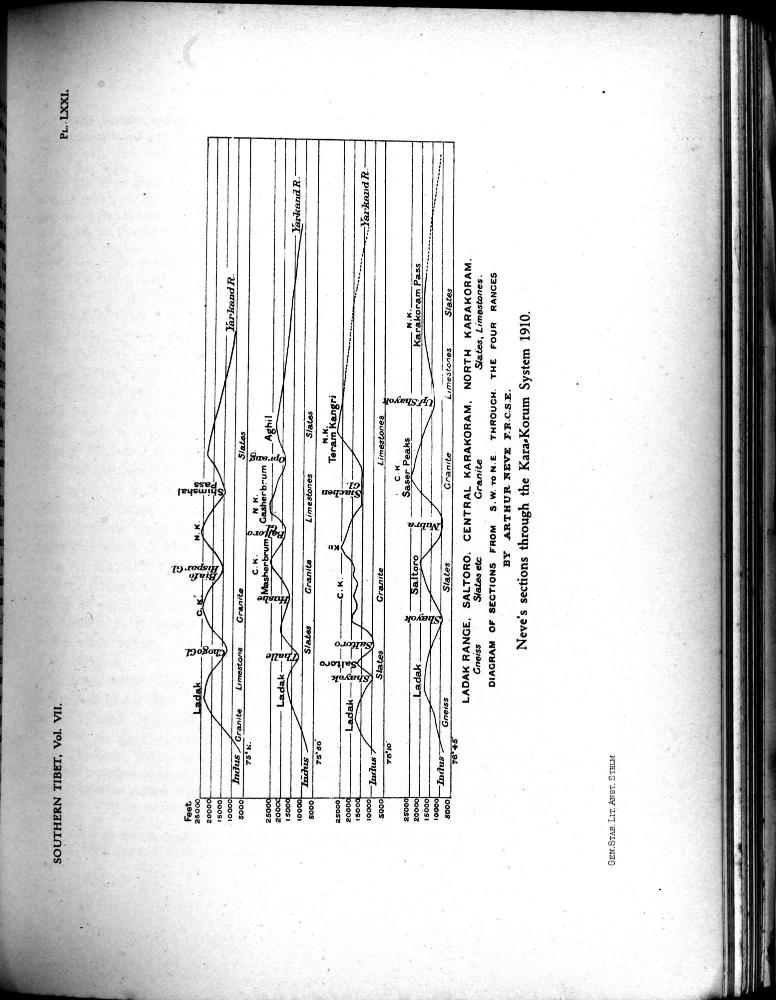 SOUTHERN TIBET, Vol. VII.
PL. LXXI.
Feet
25000
20000
15000
10000
5000
Indus
75° E.
Ladak
Chogo Gl.
C. K.
Biafo
Hispar Gl.
N. K.
Shimshal
Pass
Yarkand R.
Granite
Limestone
Granite
Slates
25000
20000
15000
10000
5000
Indus
75° 50'
Ladak
Thalle
Hushe
C. K.
Masherbrum
Baltoro
Gl.
N. K.
Gasherbrum
Oprang
Aghil
Yarkand R.
Slates
Granite
Limestones
Slates
25000
20000
15000
10000
5000
Indus
76° 10'
Ladak
Shayok
Saltoro
Saltoro
C. K.
Siachen
Gl.
N. K.
Teram Kangri
Yarkand R.
Slates
Granite
Limestones
25000
20000
15000
10000
5000
Indus
76° 45'
Ladak
Shayok
Saltoro
Nubra
C K
Saser Peaks
Up! Shayok
N. K.
Karakoram Pass
Gneiss
Slates
Granite
Limestones
Slates
LADAK RANGE. SALTORO. CENTRAL KARAKORAM. NORTH KARAKORAM.
Gneiss Slates etc Granite Slates, Limestones.
DIAGRAM OF SECTIONS FROM S.W. TO N.E THROUGH THE FOUR RANGES
BY ARTHUR NEVE F.R.C.S.E.
Neve's sections through the Kara-Korum System 1910.
GEN. STAB. LIT. ANST. STHLM